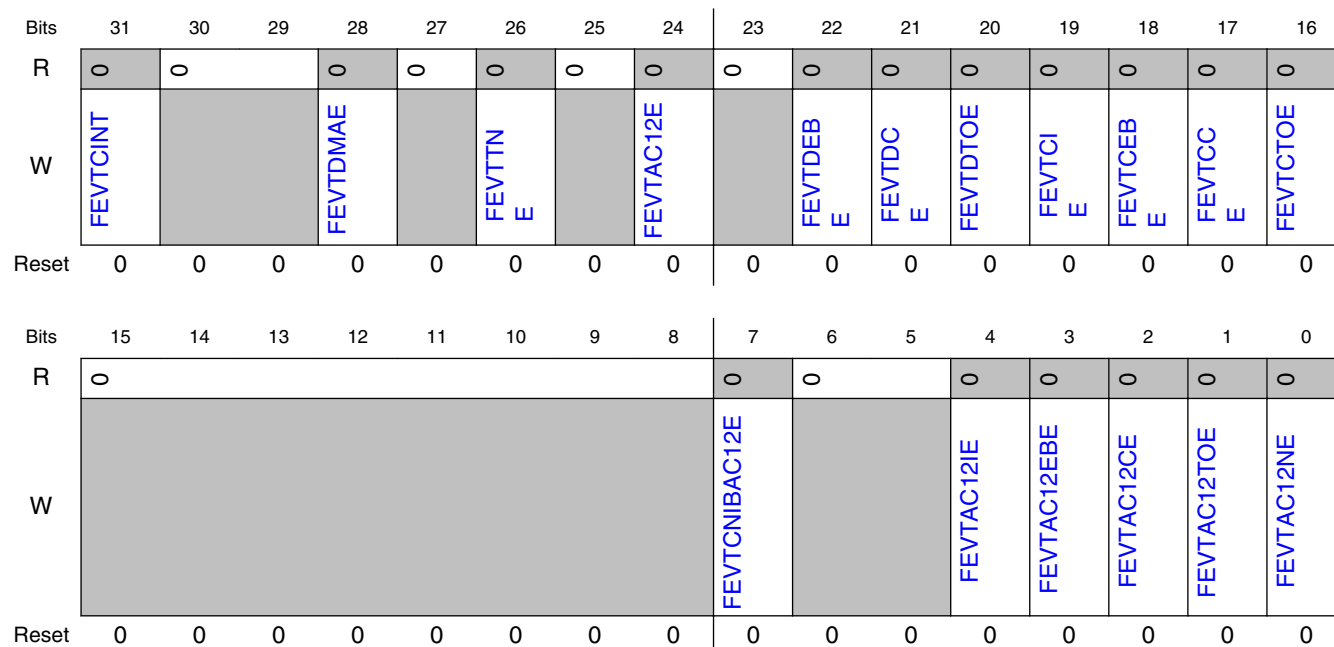 Bits 31 30 29 28 27 26 25 24 23 22 21 20 19 18 17 16
R 0 0 0 0 0 0 0 0 0 0 0 0 0 0 0
W FEVTCINT FEVTDMAE FEVTTN FEVTAC12E FEVTDEB FEVTDC FEVTDTOE FEVTCI FEVTCEB FEVTCC FEVTCTOE
E E E E E E
Reset 0 0 0 0 0 0 0 0 0 0 0 0 0 0 0 0
Bits 15 14 13 12 11 10 9 8 7 6 5 4 3 2 1 0
R 0 0 0 0 0 0 0 0
W FEVTCNIBAC12E FEVTAC12IE FEVTAC12EBE FEVTAC12CE FEVTAC12TOE FEVTAC12NE
Reset 0 0 0 0 0 0 0 0 0 0 0 0 0 0 0 0